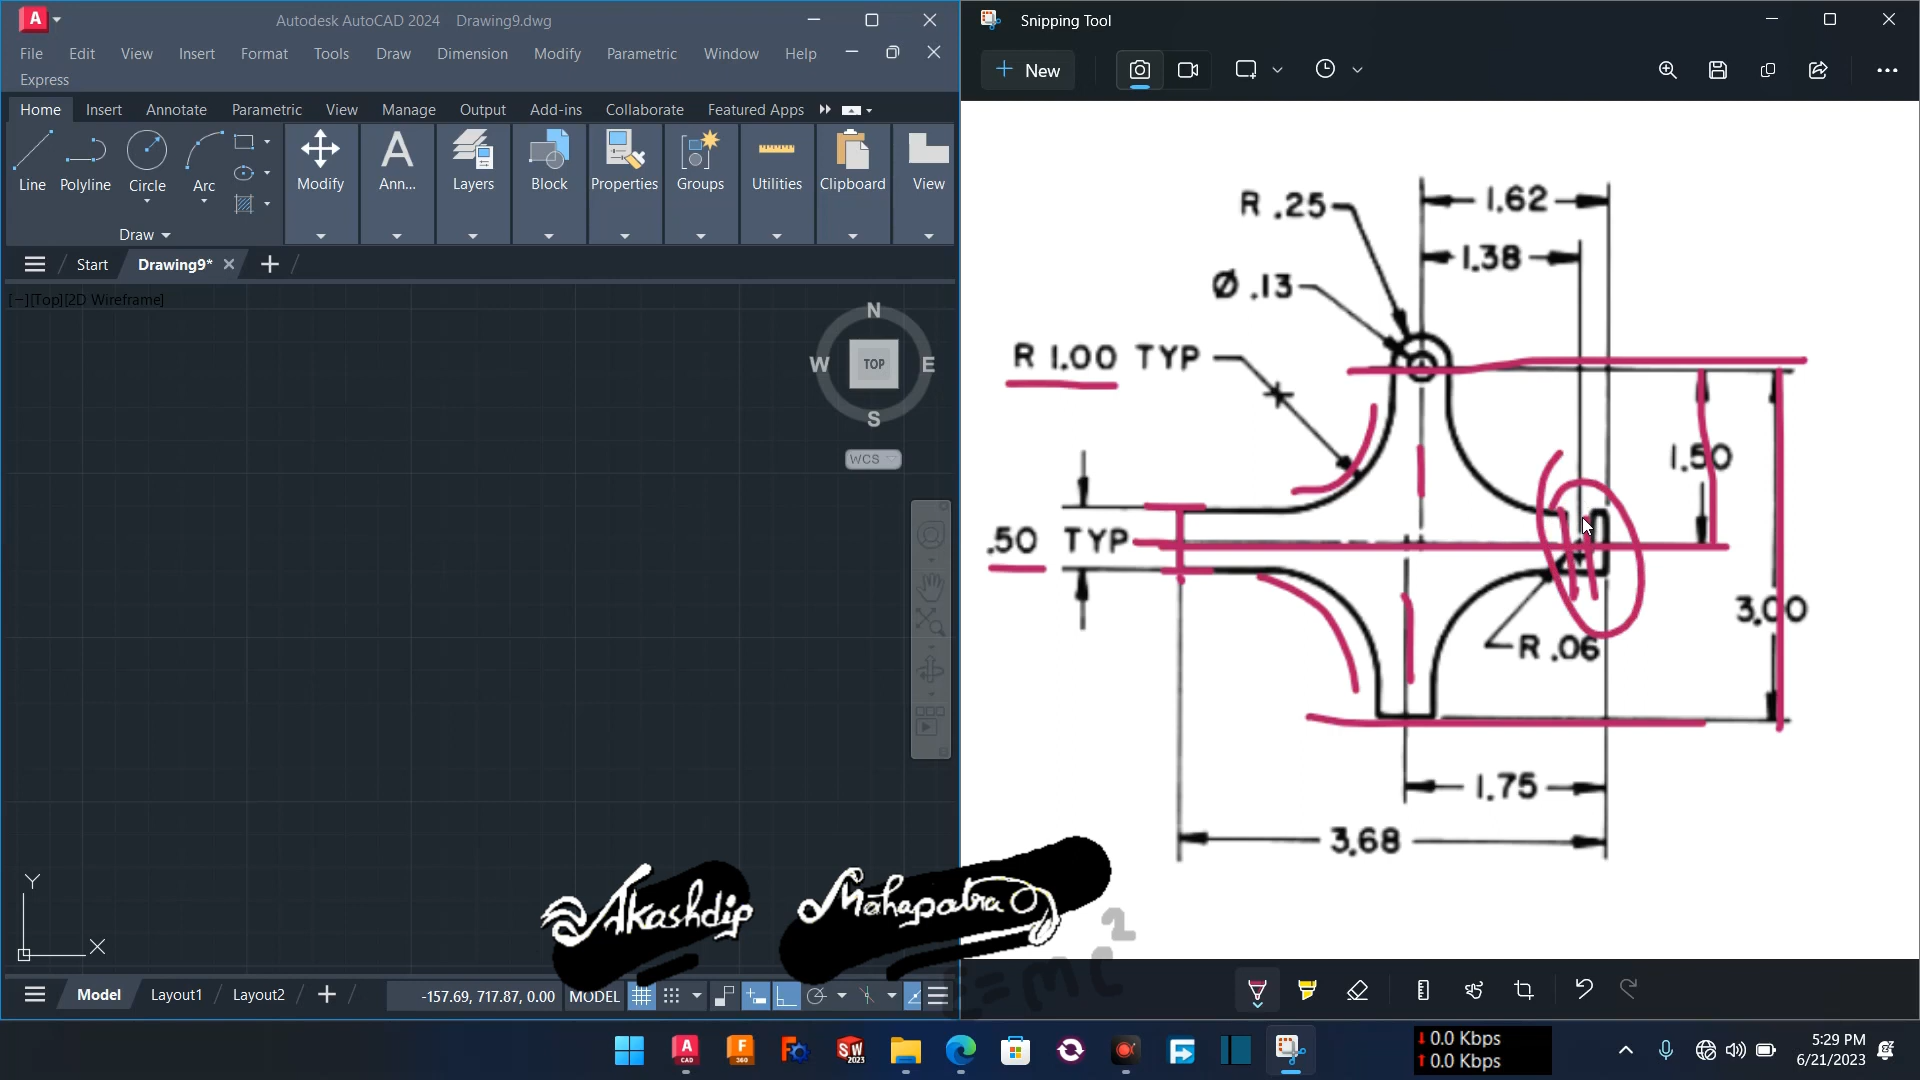 Autodesk AutoCAD 2024 Drawing9.dwg
File Edit View Insert Format Tools Draw Dimension Modify Parametric Window Help
Express
Home Insert Annotate Parametric View Manage Output Add-ins Collaborate Featured Apps
Line Polyline Circle Arc Modify Ann... Layers Block Properties Groups Utilities Clipboard View
Draw
Start Drawing9*
[−][Top][2D Wireframe]
N
W TOP E
S
WCS
Y
X
Model Layout1 Layout2
-157.69, 717.87, 0.00 MODEL
Snipping Tool
New
R .25
1.62
1.38
Ø .13
R 1.00 TYP
1.50
.50 TYP
3.00
R .06
1.75
3.68
Akashdip Mahapatra
E=mc²
0.0 Kbps
0.0 Kbps
5:29 PM
6/21/2023